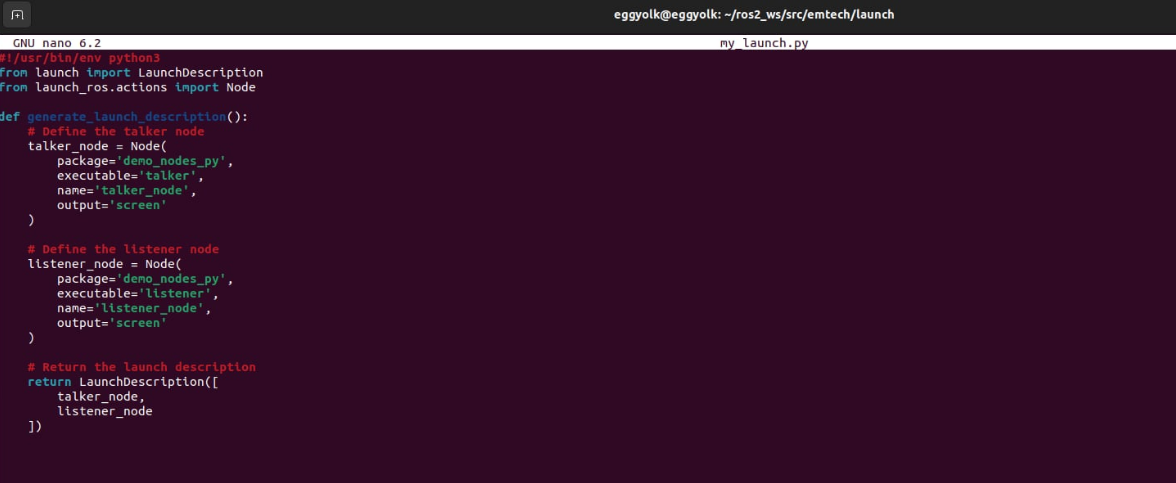 eggyolk@eggyolk: ~/ros2_ws/src/emtech/launch
GNU nano 6.2 my_launch.py
#!/usr/bin/env python3
from launch import LaunchDescription
from launch_ros.actions import Node
def generate_launch_description():
# Define the talker node
talker_node = Node(
package='demo_nodes_py',
executable='talker',
name='talker_node',
output='screen'
)
# Define the listener node
listener_node = Node(
package='demo_nodes_py',
executable='listener',
name='listener_node',
output='screen'
)
# Return the launch description
return LaunchDescription([
talker_node,
listener_node
])